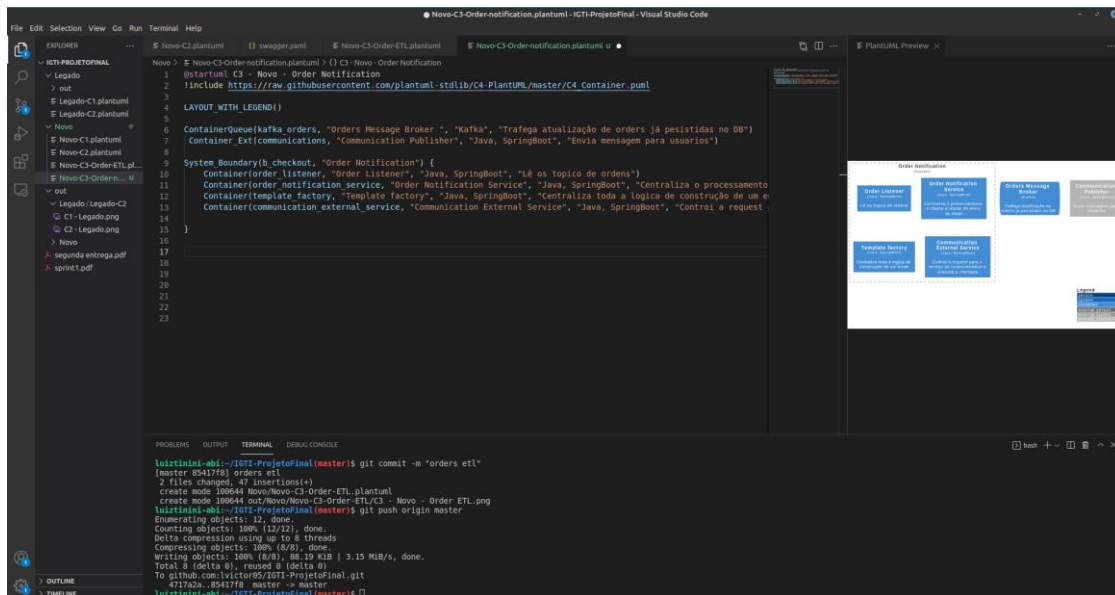 Novo-C3-Order-notification.plantuml - IGTI-ProjetoFinal - Visual Studio Code
File Edit Selection View Go Run Terminal Help
EXPLORER
IGTI-PROJETOFINAL
Legado
out
Legado-C1.plantuml
Legado-C2.plantuml
Novo
Novo-C1.plantuml
Novo-C2.plantuml
Novo-C3-Order-ETL.pl...
Novo-C3-Order-n... U
out
Legado/Legado-C2
C1 - Legado.png
C2 - Legado.png
Novo
segunda entrega.pdf
sprint1.pdf
OUTLINE
TIMELINE
Novo-C2.plantuml
swagger.yaml
Novo-C3-Order-ETL.plantuml
Novo-C3-Order-notification.plantuml U
Novo > Novo-C3-Order-notification.plantuml > {} C3 - Novo - Order Notification
1 @startuml C3 - Novo - Order Notification
2 !include https://raw.githubusercontent.com/plantuml-stdlib/C4-PlantUML/master/C4_Container.puml
3
4 LAYOUT_WITH_LEGEND()
5
6 ContainerQueue(kafka_orders, "Orders Message Broker ", "Kafka", "Trafega atualização de orders já pesistidas no DB")
7 Container_Ext(communications, "Communication Publisher", "Java, SpringBoot", "Envia mensagem para usuarios")
8
9 System_Boundary(b_checkout, "Order Notification") {
10 Container(order_listener, "Order Listener", "Java, SpringBoot", "Lê os topico de ordens")
11 Container(order_notification_service, "Order Notification Service", "Java, SpringBoot", "Centraliza o processamento
12 Container(template_factory, "Template factory", "Java, SpringBoot", "Centraliza toda a logica de construção de um e
13 Container(communication_external_service, "Communication External Service", "Java, SpringBoot", "Controi a request
14
15 }
16
17
18
19
20
21
22
23
PlantUML Preview
Order Notification
Order Listener
Lê os topico de ordens
Order Notification
Service
Orders Message
Broker
Communication
Publisher
Template factory
Communication
External Service
Legend
PROBLEMS OUTPUT TERMINAL DEBUG CONSOLE
bash
luiztinini-abi:~/IGTI-ProjetoFinal(master)$ git commit -m "orders etl"
[master 85417f8] orders etl
2 files changed, 47 insertions(+)
create mode 100644 Novo/Novo-C3-Order-ETL.plantuml
create mode 100644 out/Novo/Novo-C3-Order-ETL/C3 - Novo - Order ETL.png
luiztinini-abi:~/IGTI-ProjetoFinal(master)$ git push origin master
Enumerating objects: 12, done.
Counting objects: 100% (12/12), done.
Delta compression using up to 8 threads
Compressing objects: 100% (8/8), done.
Writing objects: 100% (8/8), 88.19 KiB | 3.15 MiB/s, done.
Total 8 (delta 0), reused 0 (delta 0)
To github.com:lvictor05/IGTI-ProjetoFinal.git
4717a2a..85417f8 master -> master
luiztinini-abi:~/IGTI-ProjetoFinal(master)$